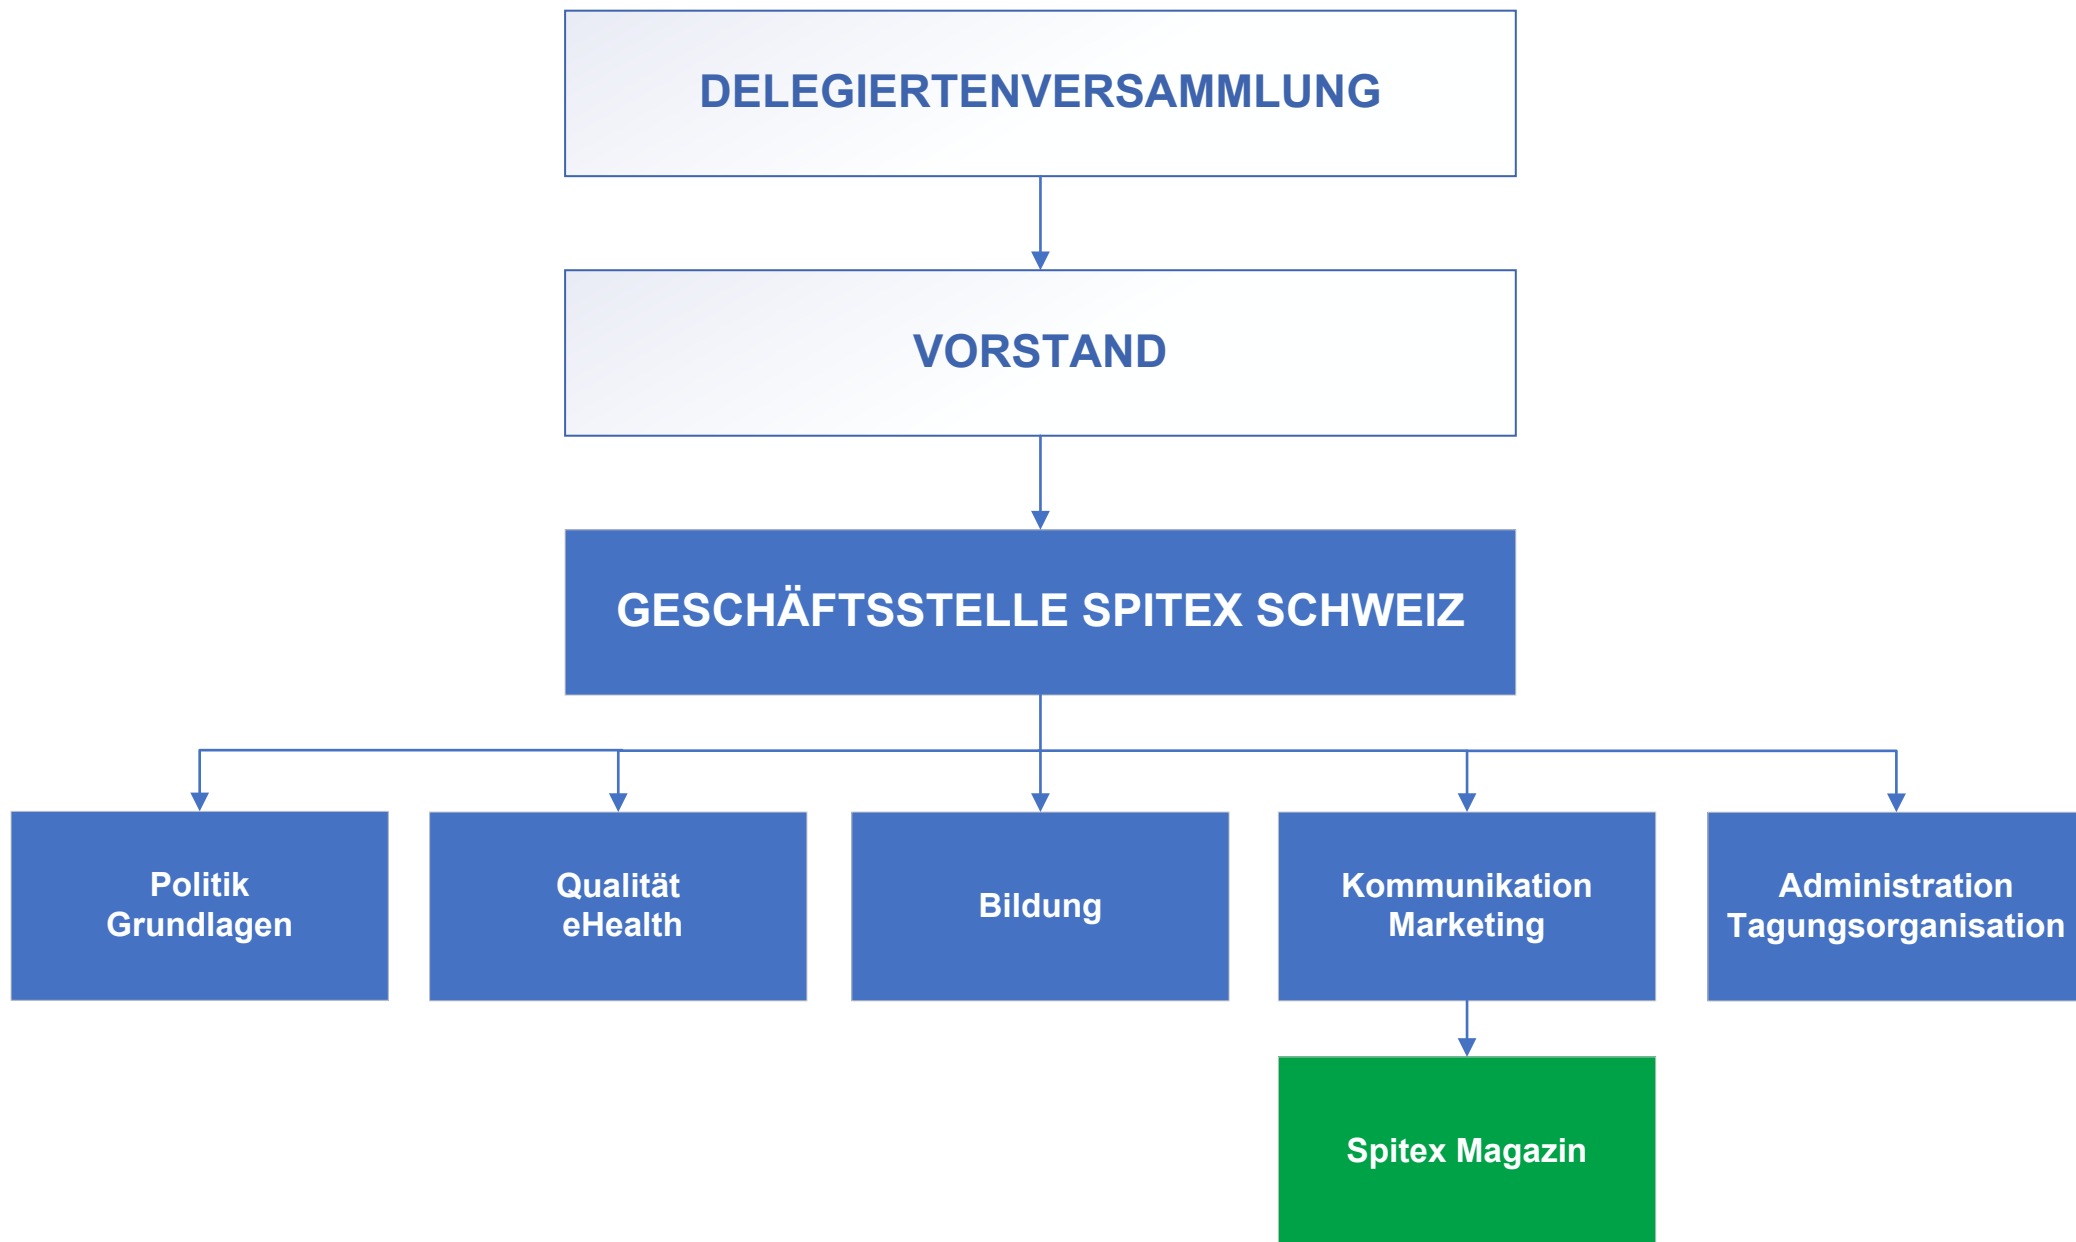 DELEGIERTENVERSAMMLUNG
VORSTAND
GESCHÄFTSSTELLE SPITEX SCHWEIZ
Politik
Grundlagen
Qualität
eHealth
Bildung
Kommunikation
Marketing
Administration
Tagungsorganisation
Spitex Magazin